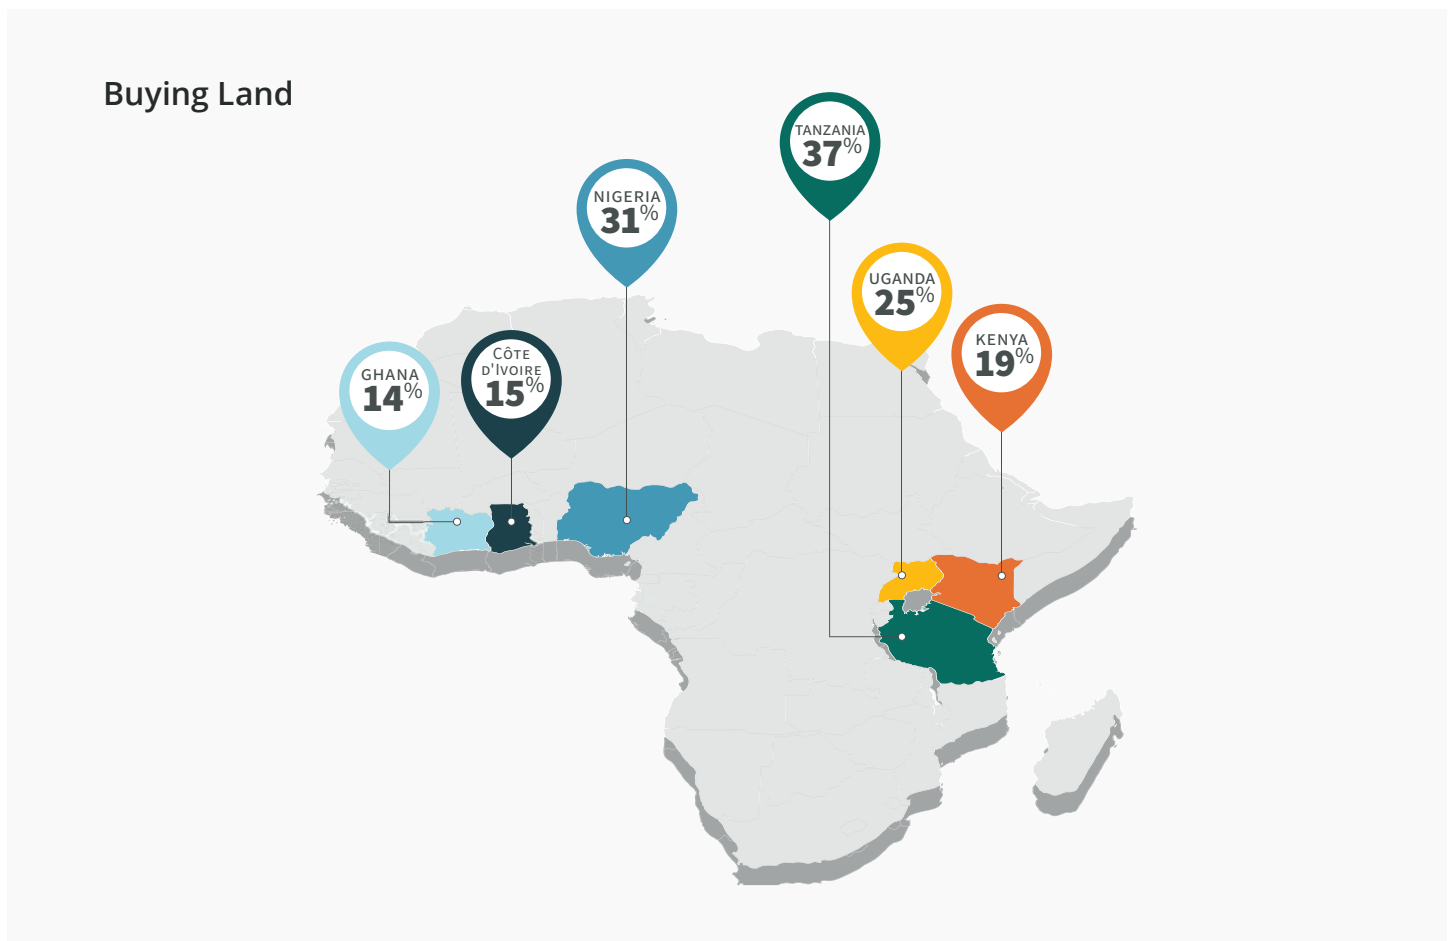 Buying Land
TANZANIA
37%
NIGERIA
31%
UGANDA
25%
KENYA
19%
CÔTE
D'IVOIRE
15%
GHANA
14%